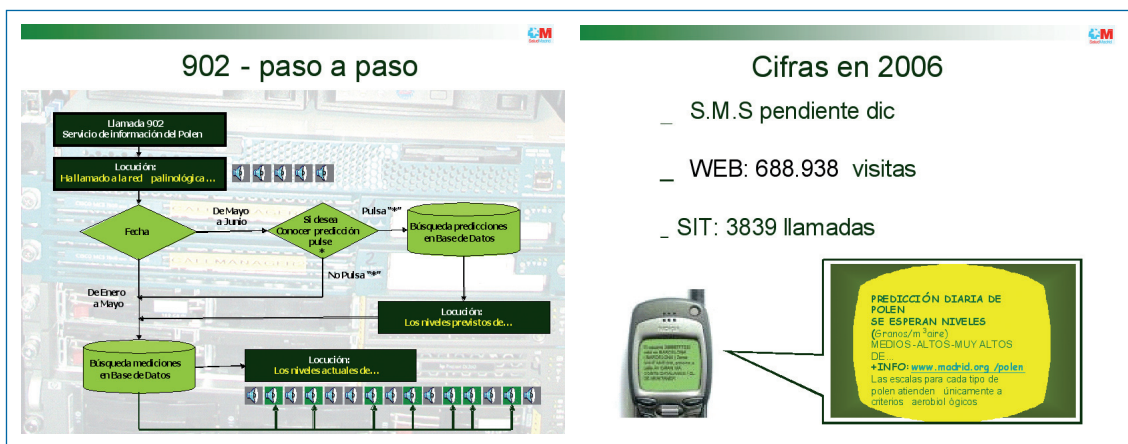 902 - paso a paso
Llamada 902
Servicio de información del Polen
Locución:
Ha llamado a la red palinológica ...
Fecha
De Mayo
a Junio
Si desea
Conocer predicción
pulse
*
Pulsa "*"
Búsqueda predicciones
en Base de Datos
No Pulsa "*"
De Enero
a Mayo
Locución:
Los niveles previstos de...
Búsqueda mediciones
en Base de Datos
Locución:
Los niveles actuales de...
Cifras en 2006
_ S.M.S pendiente dic
_ WEB: 688.938 visitas
_ SIT: 3839 llamadas
PREDICCIÓN DIARIA DE
POLEN
SE ESPERAN NIVELES
(Granos/m³aire)
MEDIOS-ALTOS-MUY ALTOS
DE...
+INFO: www.madrid.org /polen
Las escalas para cada tipo de
polen atienden únicamente a
criterios aerobiol ógicos